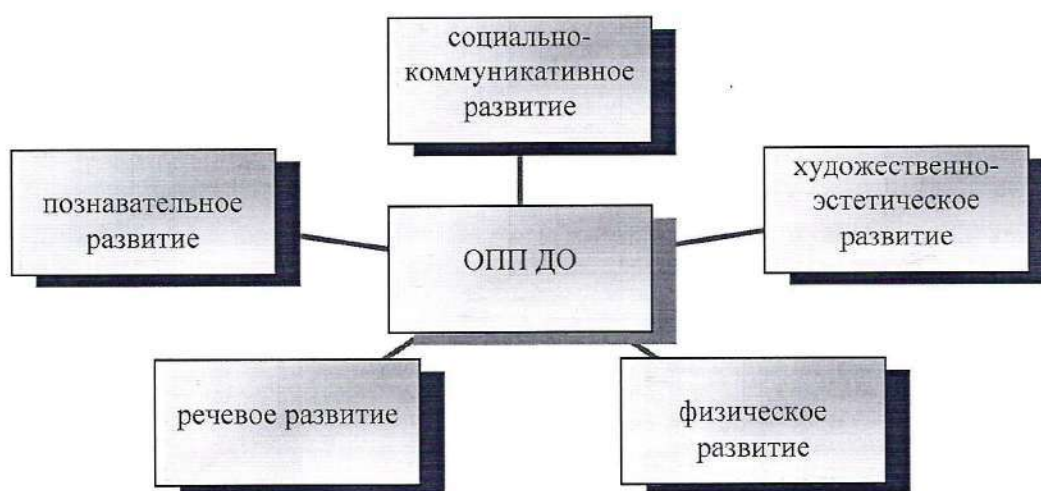 социально-
коммуникативное
развитие
познавательное
развитие
художественно-
эстетическое
развитие
ОПП ДО
речевое развитие
физическое
развитие